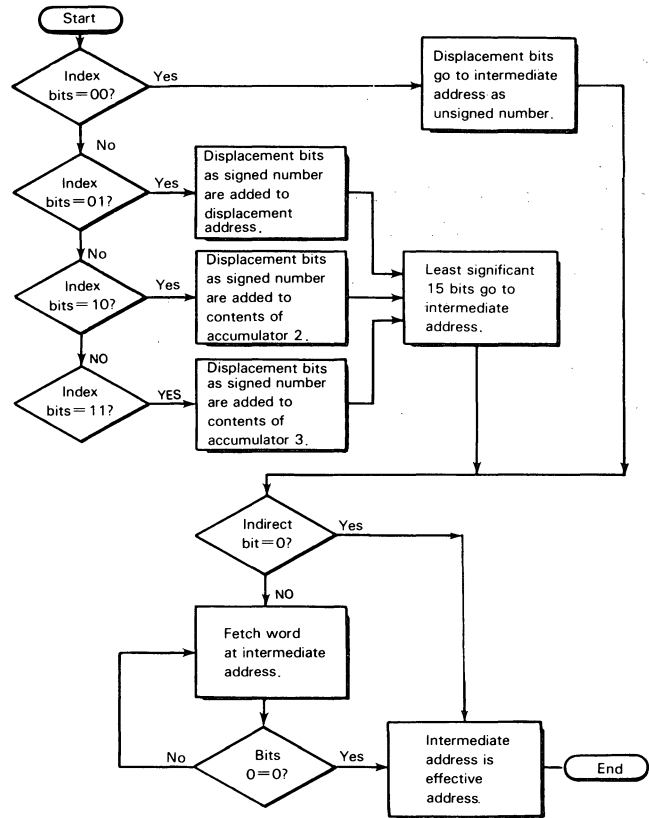 Start
Index
bits=00?
Yes
Displacement bits
go to intermediate
address as
unsigned number.
No
Index
bits=01?
Yes
Displacement bits
as signed number
are added to
displacement
address.
No
Index
bits=10?
Yes
Displacement bits
as signed number
are added to
contents of
accumulator 2.
Least significant
15 bits go to
intermediate
address.
NO
Index
bits=11?
YES
Displacement bits
as signed number
are added to
contents of
accumulator 3.
Indirect
bit=0?
Yes
NO
Fetch word
at intermediate
address.
Bits
0=0?
No
Yes
Intermediate
address is
effective
address.
End